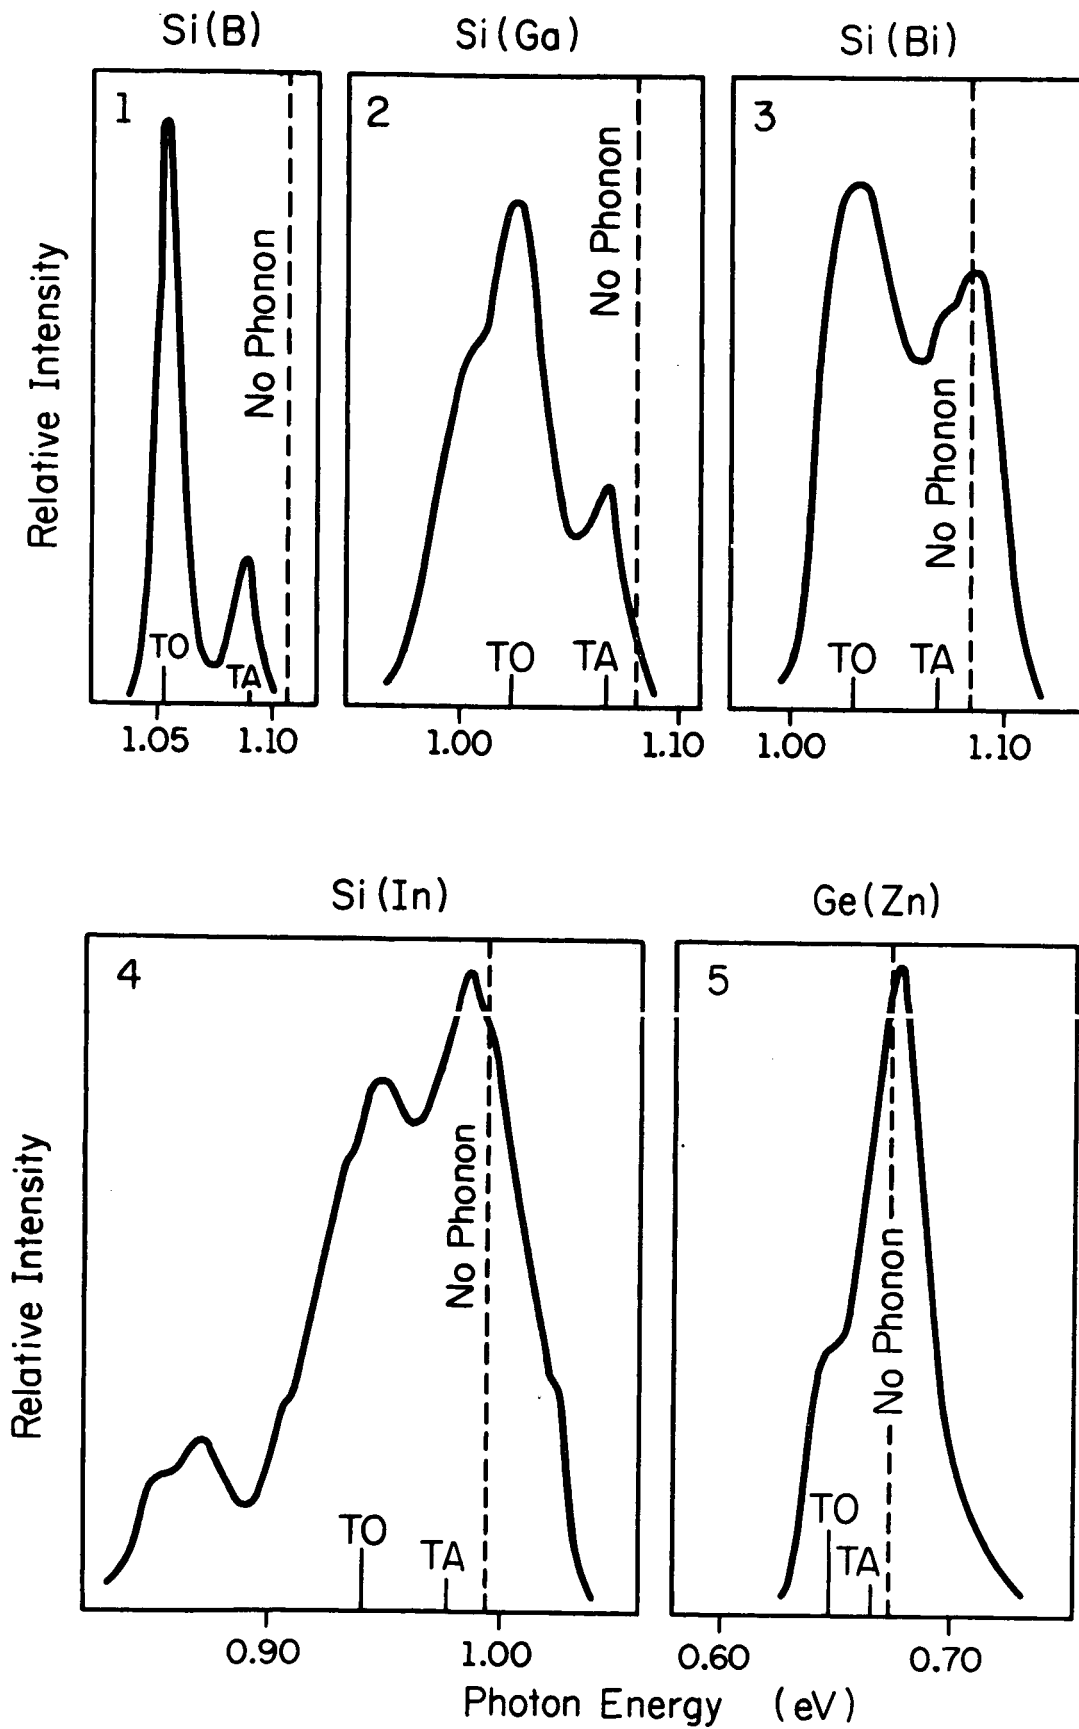 Si(B)
Si(Ga)
Si(Bi)
1
2
3
Relative Intensity
No Phonon
No Phonon
No Phonon
TO
TA
TO
TA
TO
TA
1.05
1.10
1.00
1.10
1.00
1.10
Si(In)
Ge(Zn)
4
5
Relative Intensity
No Phonon
No Phonon
TO
TA
TO
TA
0.90
1.00
0.60
0.70
Photon Energy (eV)